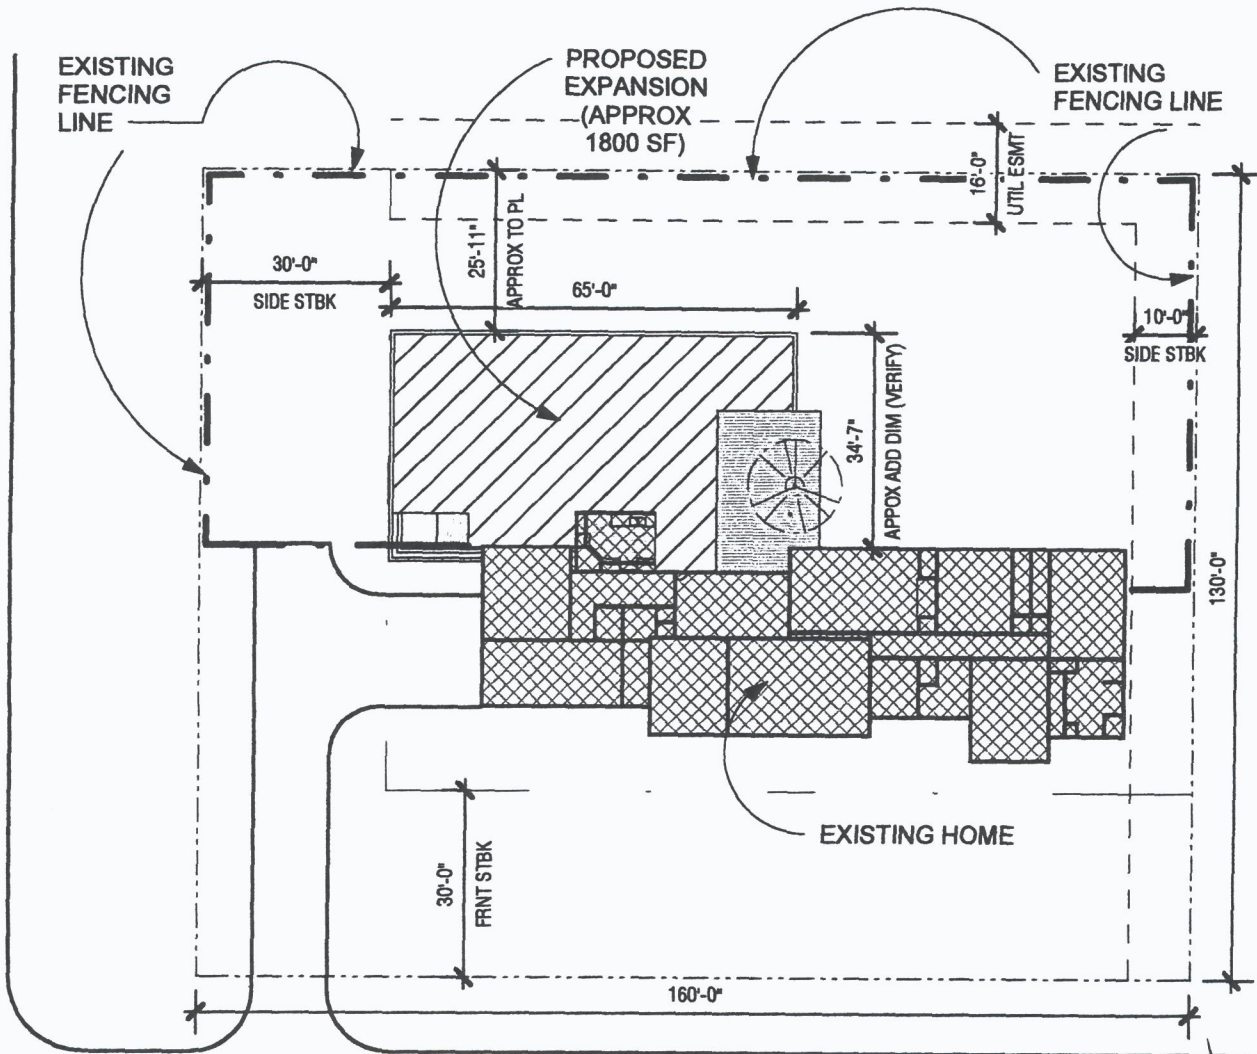 EXISTING
FENCING
LINE
PROPOSED
EXPANSION
(APPROX
1800 SF)
EXISTING
FENCING LINE
16'-0"
UTIL ESMT
25'-11"
APPROX TO PL
30'-0"
SIDE STBK
65'-0"
10'-0"
SIDE STBK
34'-7"
APPOX ADD DIM (VERIFY)
130'-0"
EXISTING HOME
30'-0"
FRNT STBK
160'-0"